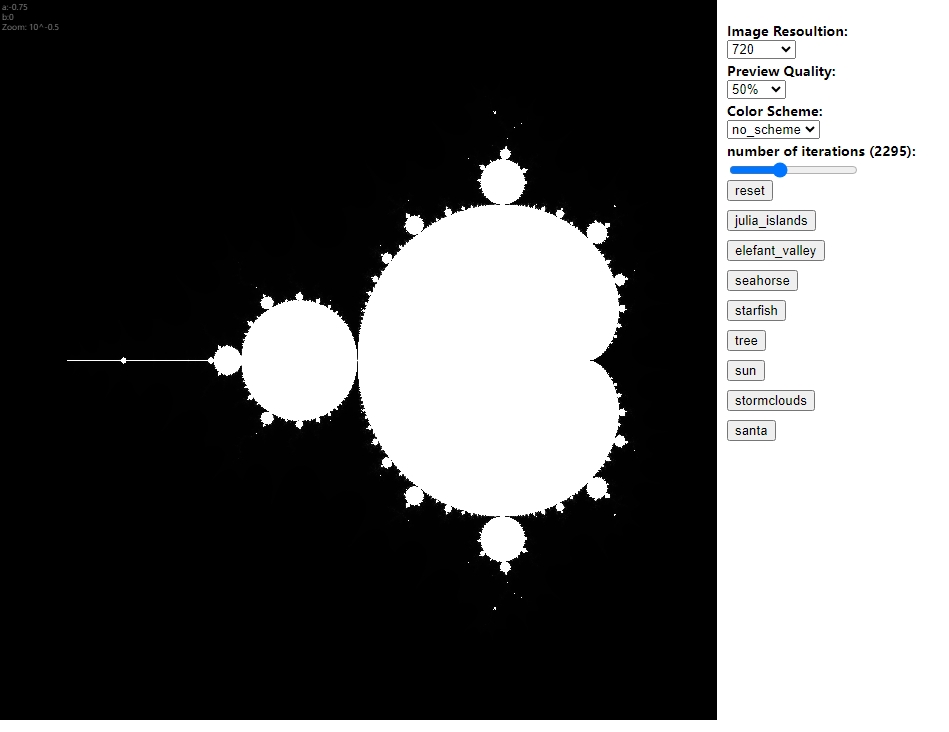 a:-0.75
b:0
Zoom: 10^-0.5
Image Resoultion:
720
Preview Quality:
50%
Color Scheme:
no_scheme
number of iterations (2295):
reset
julia_islands
elefant_valley
seahorse
starfish
tree
sun
stormclouds
santa